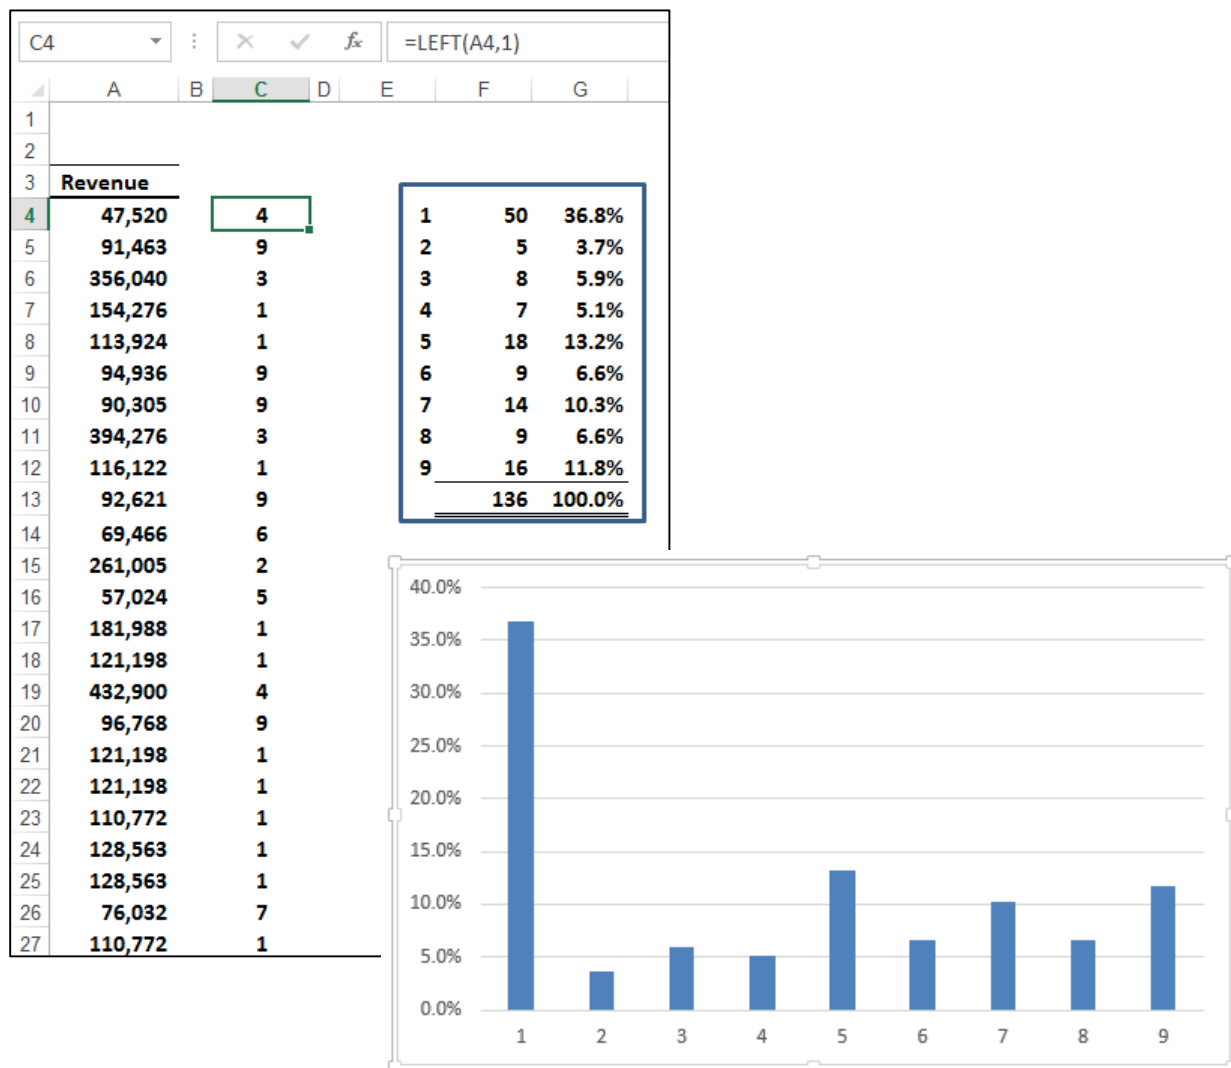 C4 fx =LEFT(A4,1)
A B C D E F G
1
2
3 Revenue
4 47,520 4 1 50 36.8%
5 91,463 9 2 5 3.7%
6 356,040 3 3 8 5.9%
7 154,276 1 4 7 5.1%
8 113,924 1 5 18 13.2%
9 94,936 9 6 9 6.6%
10 90,305 9 7 14 10.3%
11 394,276 3 8 9 6.6%
12 116,122 1 9 16 11.8%
13 92,621 9 136 100.0%
14 69,466 6
15 261,005 2
16 57,024 5
17 181,988 1
18 121,198 1
19 432,900 4
20 96,768 9
21 121,198 1
22 121,198 1
23 110,772 1
24 128,563 1
25 128,563 1
26 76,032 7
27 110,772 1
40.0%
35.0%
30.0%
25.0%
20.0%
15.0%
10.0%
5.0%
0.0%
1 2 3 4 5 6 7 8 9